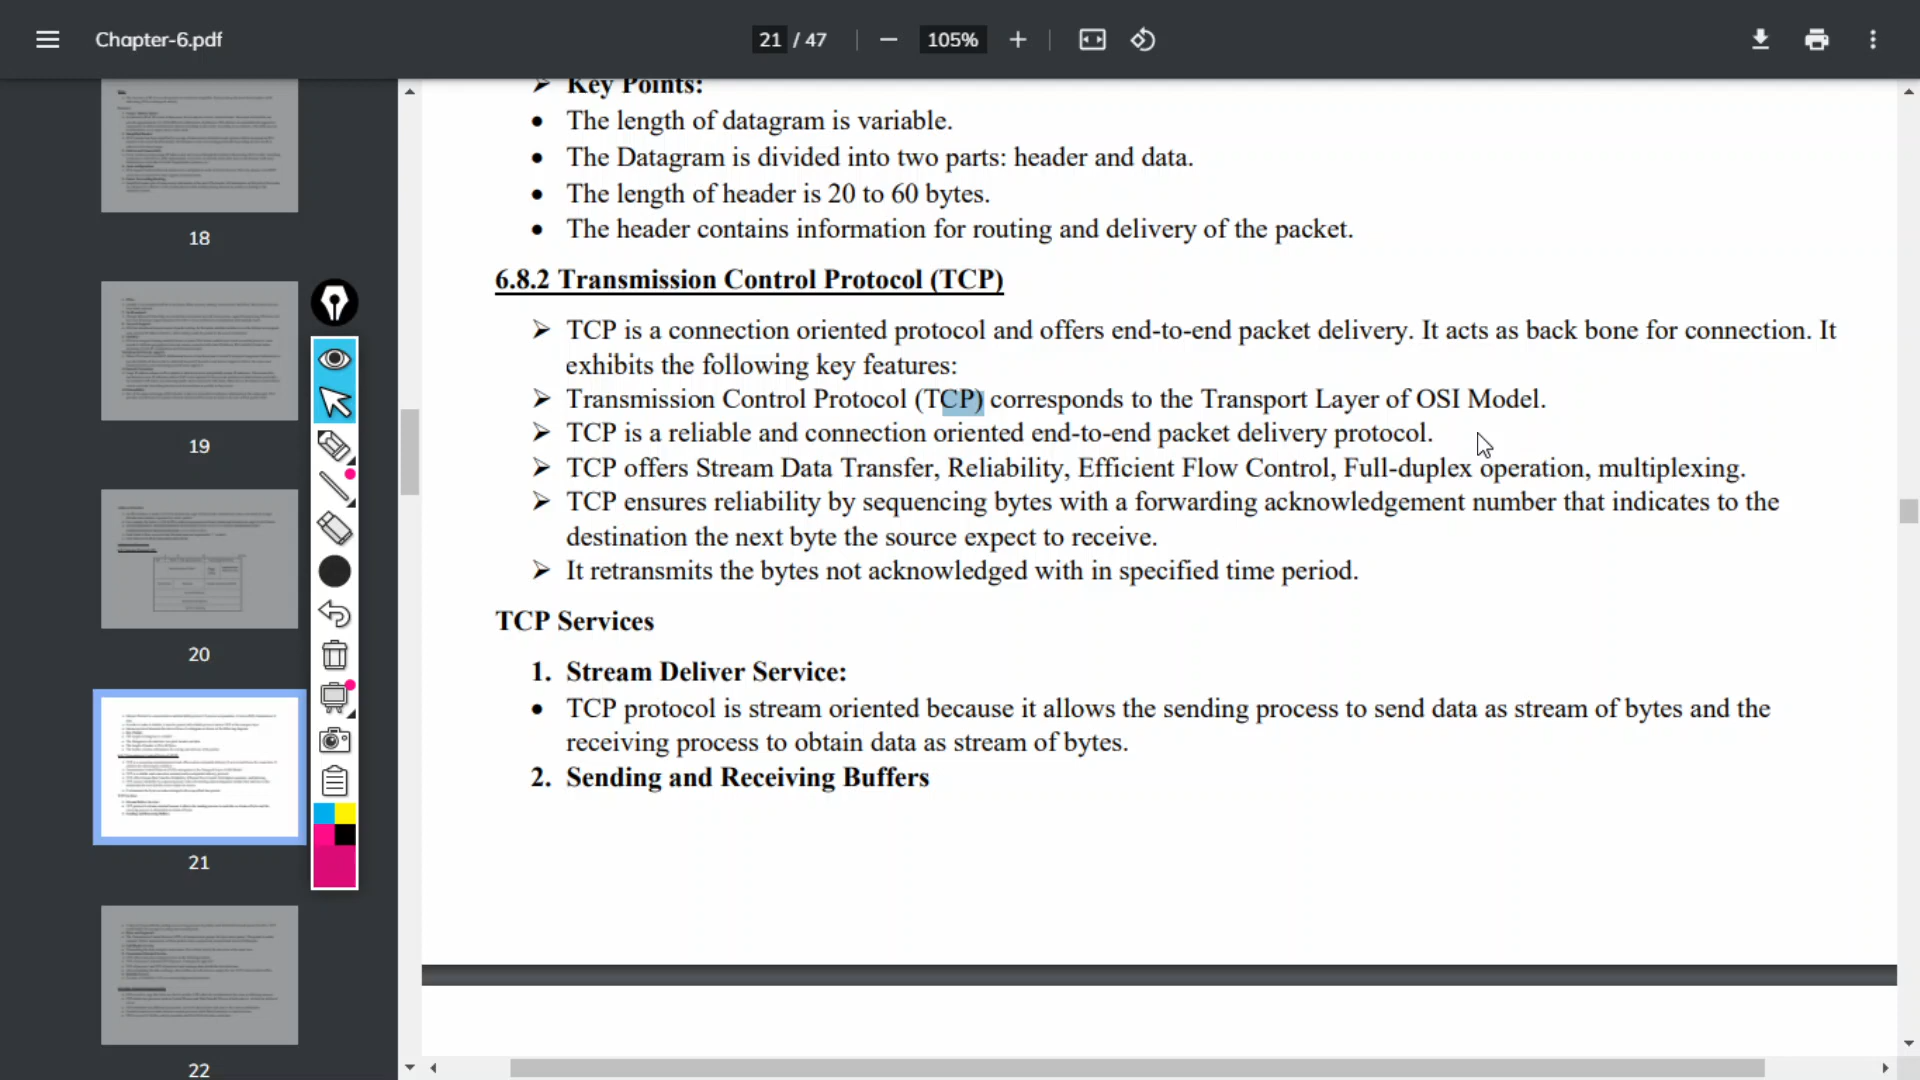 Chapter-6.pdf
21 / 47
105%
➤ Key Points:
• The length of datagram is variable.
• The Datagram is divided into two parts: header and data.
• The length of header is 20 to 60 bytes.
• The header contains information for routing and delivery of the packet.
6.8.2 Transmission Control Protocol (TCP)
➤ TCP is a connection oriented protocol and offers end-to-end packet delivery. It acts as back bone for connection. It
exhibits the following key features:
➤ Transmission Control Protocol (TCP) corresponds to the Transport Layer of OSI Model.
➤ TCP is a reliable and connection oriented end-to-end packet delivery protocol.
➤ TCP offers Stream Data Transfer, Reliability, Efficient Flow Control, Full-duplex operation, multiplexing.
➤ TCP ensures reliability by sequencing bytes with a forwarding acknowledgement number that indicates to the
destination the next byte the source expect to receive.
➤ It retransmits the bytes not acknowledged with in specified time period.
TCP Services
1. Stream Deliver Service:
• TCP protocol is stream oriented because it allows the sending process to send data as stream of bytes and the
receiving process to obtain data as stream of bytes.
2. Sending and Receiving Buffers
18
19
20
21
22